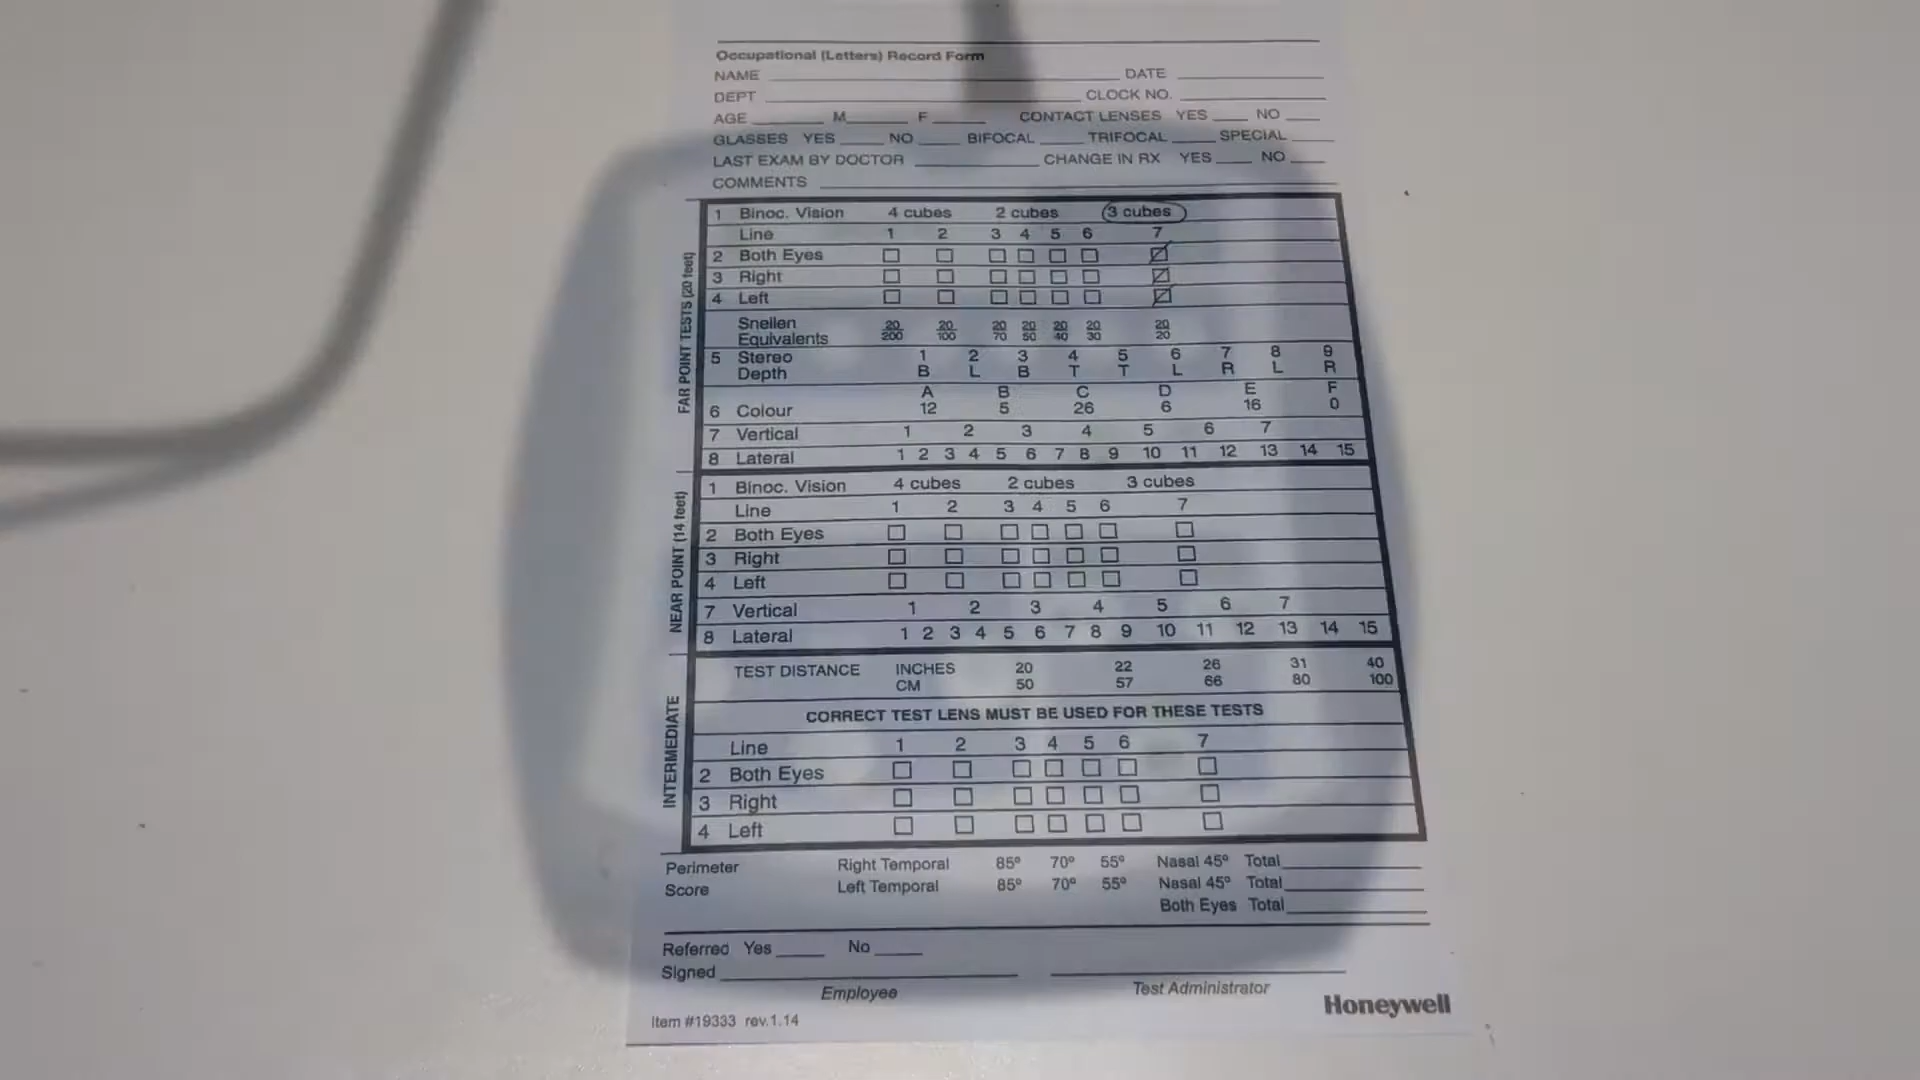 Occupational (Letters) Record Form
NAME DATE
DEPT CLOCK NO.
AGE M F CONTACT LENSES YES NO
GLASSES YES NO BIFOCAL TRIFOCAL SPECIAL
LAST EXAM BY DOCTOR CHANGE IN RX YES NO
COMMENTS
FAR POINT TESTS (20 feet)
1 Binoc. Vision 4 cubes 2 cubes 3 cubes
Line 1 2 3 4 5 6 7
2 Both Eyes
3 Right
4 Left
Snellen 20 20 20 20 20 20 20
Equivalents 200 100 70 50 40 30 20
5 Stereo 1 2 3 4 5 6 7 8 9
Depth B L B T T L R L R
A B C D E F
6 Colour 12 5 26 6 16 0
7 Vertical 1 2 3 4 5 6 7
8 Lateral 1 2 3 4 5 6 7 8 9 10 11 12 13 14 15
NEAR POINT (14 feet)
1 Binoc. Vision 4 cubes 2 cubes 3 cubes
Line 1 2 3 4 5 6 7
2 Both Eyes
3 Right
4 Left
7 Vertical 1 2 3 4 5 6 7
8 Lateral 1 2 3 4 5 6 7 8 9 10 11 12 13 14 15
INTERMEDIATE
TEST DISTANCE INCHES 20 22 26 31 40
CM 50 57 66 80 100
CORRECT TEST LENS MUST BE USED FOR THESE TESTS
Line 1 2 3 4 5 6 7
2 Both Eyes
3 Right
4 Left
Perimeter Right Temporal 85° 70° 55° Nasal 45° Total
Score Left Temporal 85° 70° 55° Nasal 45° Total
Both Eyes Total
Referred Yes No
Signed
Employee Test Administrator
Honeywell
Item #19333 rev.1.14